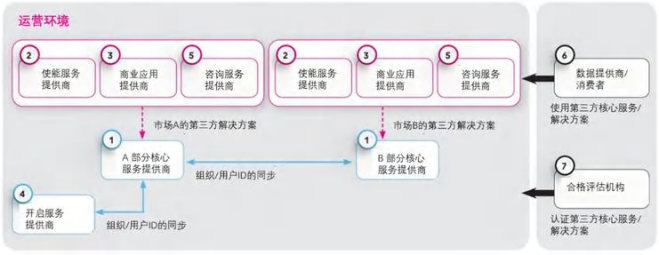 运营环境
2
3
5
2
3
5
使能服务
提供商
商业应用
提供商
咨询服务
提供商
使能服务
提供商
商业应用
提供商
咨询服务
提供商
6
数据提供商/
消费者
使用第三方核心服务/
解决方案
市场A的第三方解决方案
市场B的第三方解决方案
1
A 部分核心
服务提供商
1
B 部分核心
服务提供商
组织/用户ID的同步
7
合格评估机构
认证第三方核心服务/
解决方案
4
开启服务
提供商
组织/用户ID的同步